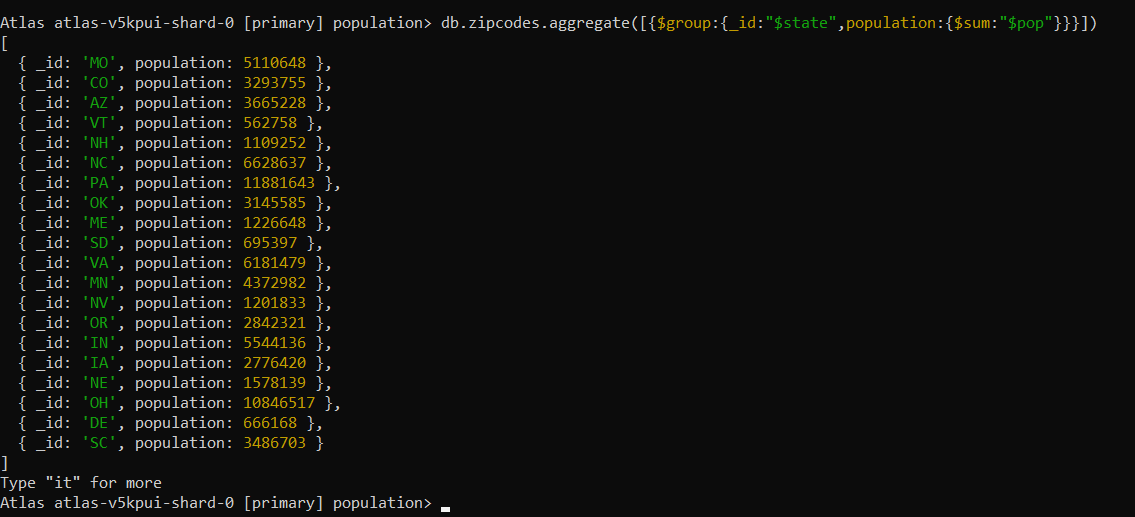 Atlas atlas-v5kpui-shard-0 [primary] population> db.zipcodes.aggregate([{$group:{_id:"$state",population:{$sum:"$pop"}}}])
[
  { _id: 'MO', population: 5110648 },
  { _id: 'CO', population: 3293755 },
  { _id: 'AZ', population: 3665228 },
  { _id: 'VT', population: 562758 },
  { _id: 'NH', population: 1109252 },
  { _id: 'NC', population: 6628637 },
  { _id: 'PA', population: 11881643 },
  { _id: 'OK', population: 3145585 },
  { _id: 'ME', population: 1226648 },
  { _id: 'SD', population: 695397 },
  { _id: 'VA', population: 6181479 },
  { _id: 'MN', population: 4372982 },
  { _id: 'NV', population: 1201833 },
  { _id: 'OR', population: 2842321 },
  { _id: 'IN', population: 5544136 },
  { _id: 'IA', population: 2776420 },
  { _id: 'NE', population: 1578139 },
  { _id: 'OH', population: 10846517 },
  { _id: 'DE', population: 666168 },
  { _id: 'SC', population: 3486703 }
]
Type "it" for more
Atlas atlas-v5kpui-shard-0 [primary] population>